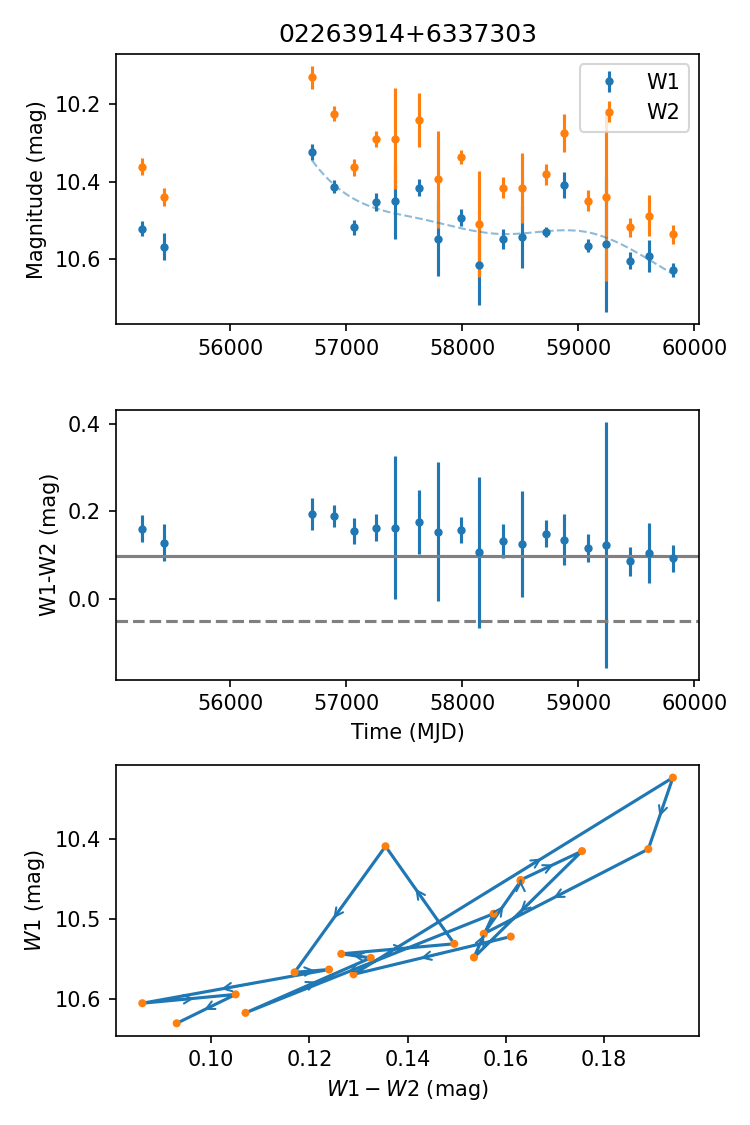 02263914+6337303
W1
W2
Magnitude (mag)
10.2
10.4
10.6
56000 57000 58000 59000 60000
W1-W2 (mag)
0.4
0.2
0.0
56000 57000 58000 59000 60000
Time (MJD)
W1 (mag)
10.4
10.5
10.6
0.10 0.12 0.14 0.16 0.18
W1 − W2 (mag)